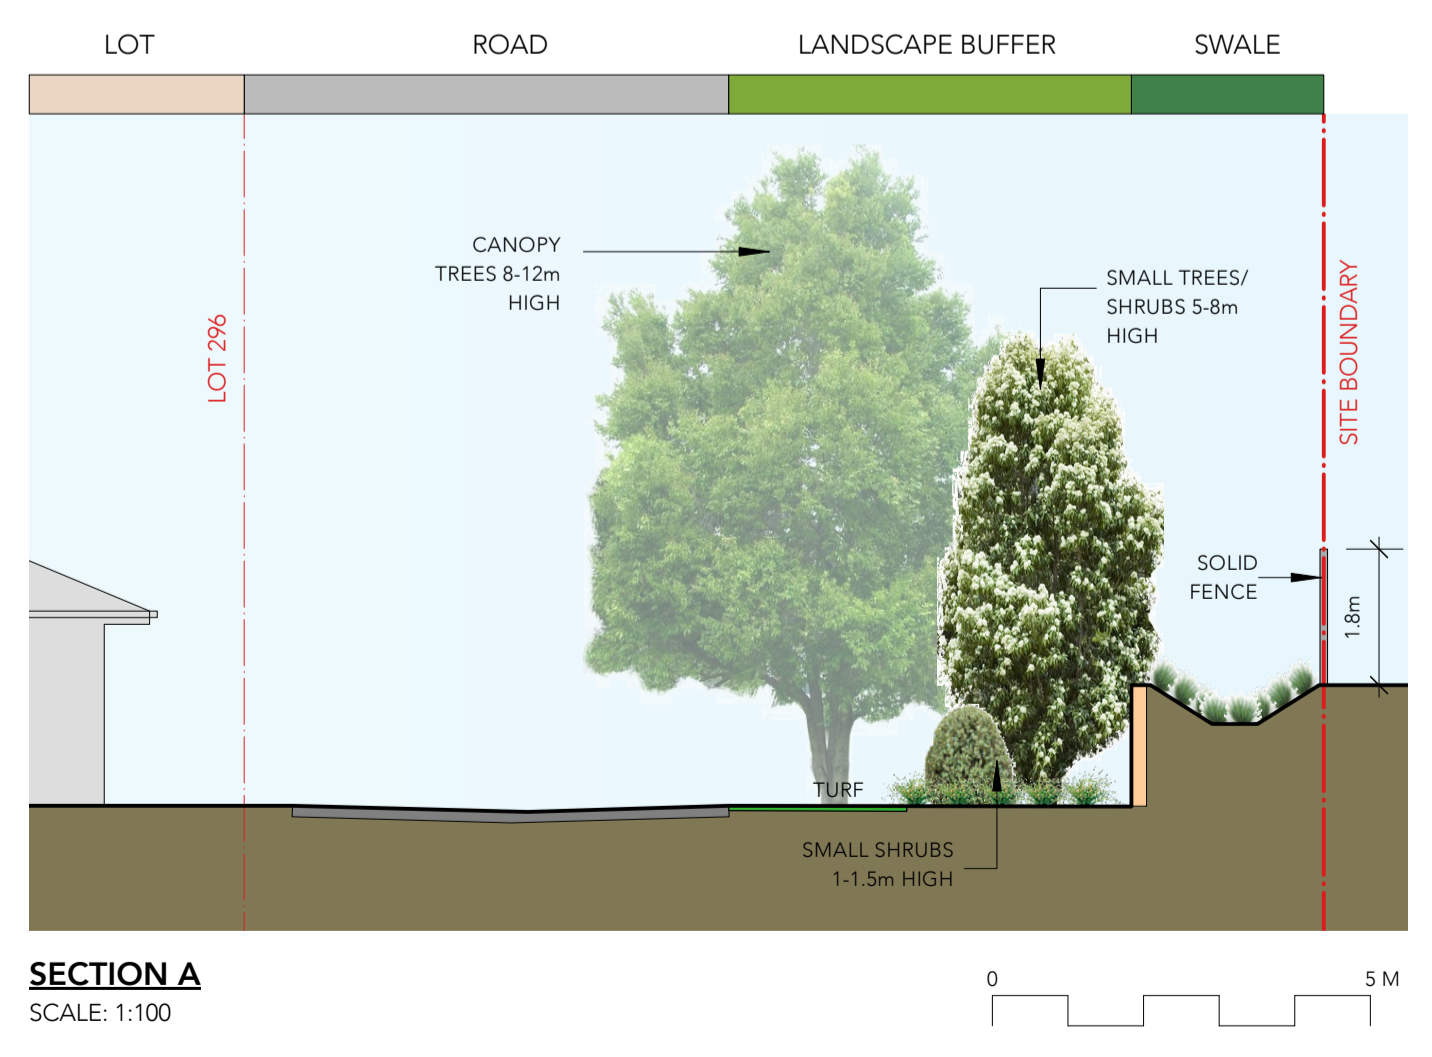 LOT
ROAD
LANDSCAPE BUFFER
SWALE
CANOPY
TREES 8-12m
HIGH
SMALL TREES/
SHRUBS 5-8m
HIGH
LOT 296
SITE BOUNDARY
SOLID
FENCE
1.8m
TURF
SMALL SHRUBS
1-1.5m HIGH
SECTION A
SCALE: 1:100
0
5 M